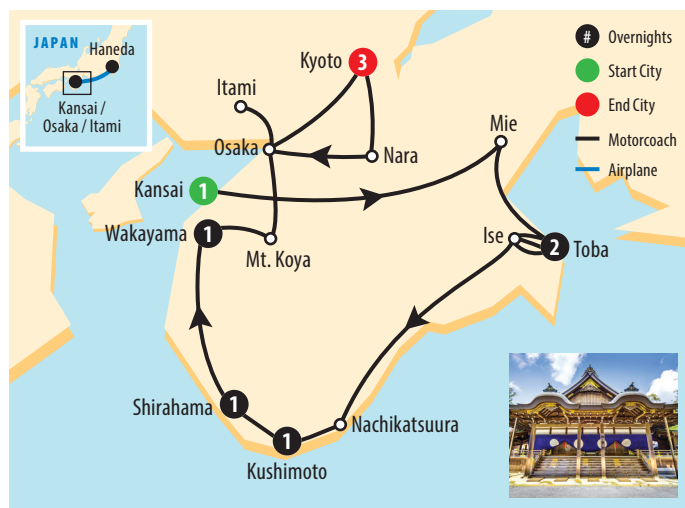 JAPAN
Haneda
Kansai /
Osaka / Itami
# Overnights
Start City
End City
Motorcoach
Airplane
Kyoto 3
Itami
Osaka
Nara
Mie
Kansai 1
Wakayama 1
Mt. Koya
Ise
2 Toba
Shirahama 1
Nachikatsuura
1
Kushimoto